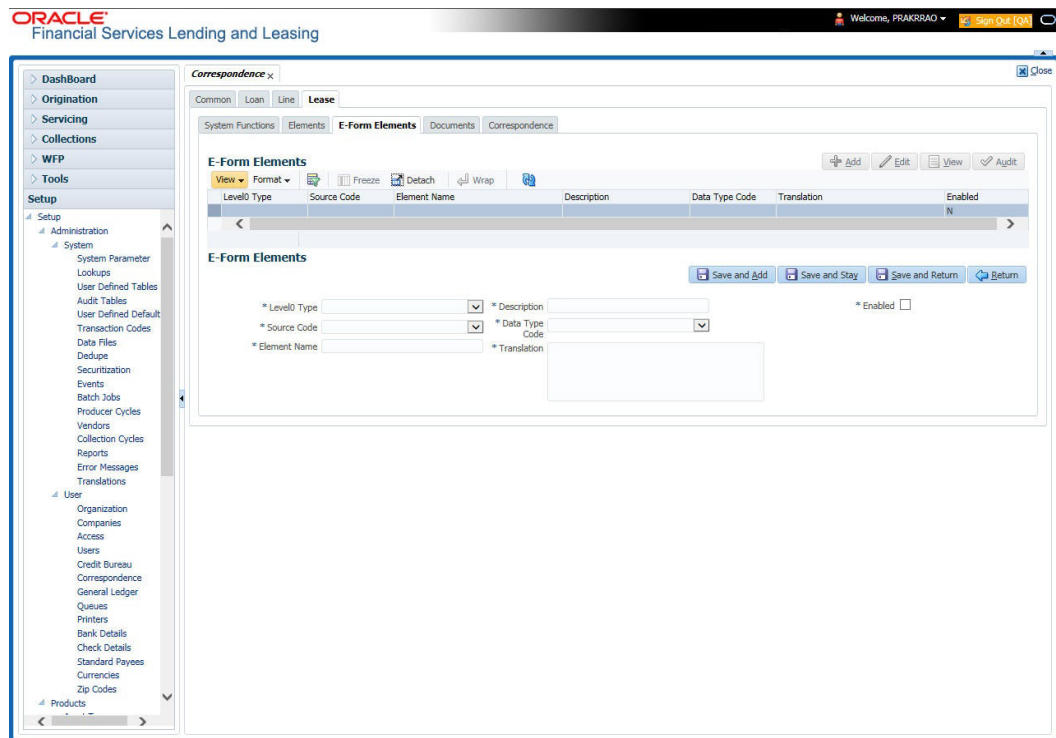 ORACLE
Financial Services Lending and Leasing
Welcome, PRAKRRAO
Sign Out [QA]
Close
DashBoard
Origination
Servicing
Collections
WFP
Tools
Setup
Setup
Administration
System
System Parameter
Lookups
User Defined Tables
Audit Tables
User Defined Default
Transaction Codes
Data Files
Dedupe
Securitization
Events
Batch Jobs
Producer Cycles
Vendors
Collection Cycles
Reports
Error Messages
Translations
User
Organization
Companies
Access
Users
Credit Bureau
Correspondence
General Ledger
Queues
Printers
Bank Details
Check Details
Standard Payees
Currencies
Zip Codes
Products
Correspondence
Common Loan Line Lease
System Functions Elements E-Form Elements Documents Correspondence
E-Form Elements
Add Edit View Audit
View Format Freeze Detach Wrap
Level0 Type Source Code Element Name Description Data Type Code Translation Enabled
N
E-Form Elements
Save and Add Save and Stay Save and Return Return
* Level0 Type
* Source Code
* Element Name
* Description
* Data Type
Code
* Translation
* Enabled